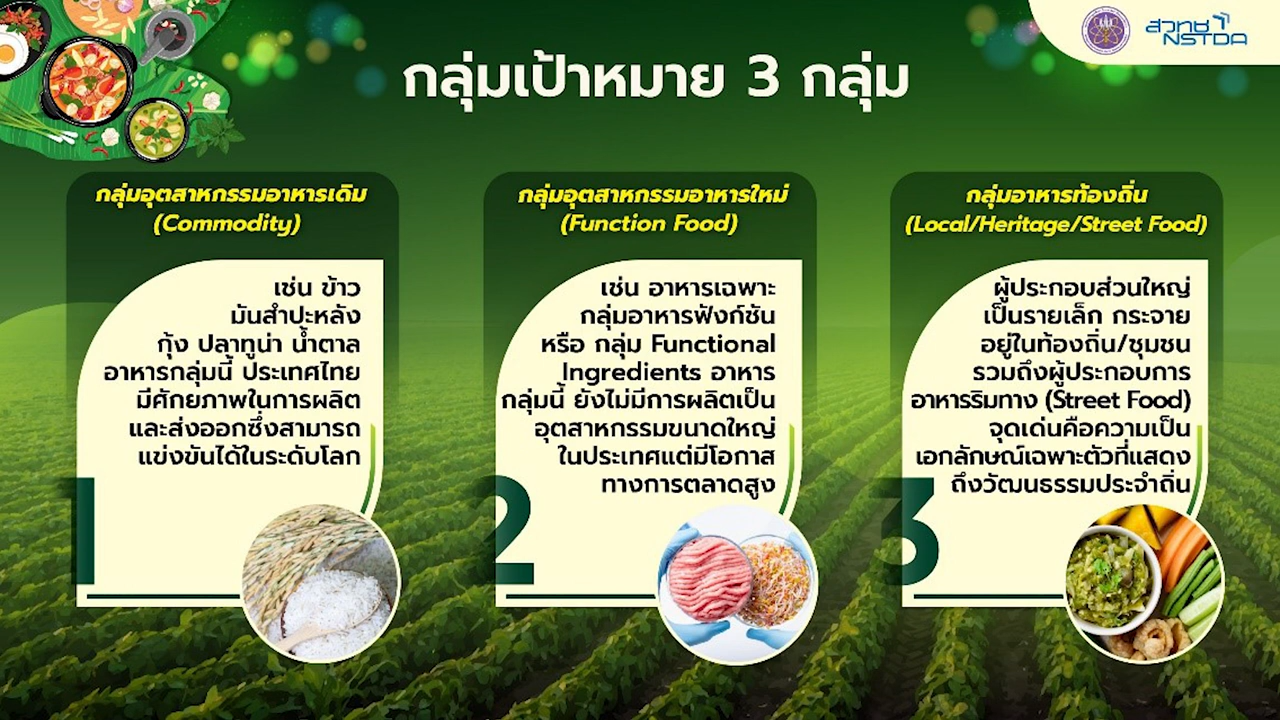 สวทช
NSTDA
กลุ่มเป้าหมาย 3 กลุ่ม
กลุ่มอุตสาหกรรมอาหารเดิม
(Commodity)
เช่น ข้าว
มันสำปะหลัง
กุ้ง ปลาทูน่า น้ำตาล
อาหารกลุ่มนี้ ประเทศไทย
มีศักยภาพในการผลิต
และส่งออกซึ่งสามารถ
แข่งขันได้ในระดับโลก
1
กลุ่มอุตสาหกรรมอาหารใหม่
(Function Food)
เช่น อาหารเฉพาะ
กลุ่มอาหารฟังก์ชัน
หรือ กลุ่ม Functional
Ingredients อาหาร
กลุ่มนี้ ยังไม่มีการผลิตเป็น
อุตสาหกรรมขนาดใหญ่
ในประเทศแต่มีโอกาส
ทางการตลาดสูง
2
กลุ่มอาหารท้องถิ่น
(Local/Heritage/Street Food)
ผู้ประกอบส่วนใหญ่
เป็นรายเล็ก กระจาย
อยู่ในท้องถิ่น/ชุมชน
รวมถึงผู้ประกอบการ
อาหารริมทาง (Street Food)
จุดเด่นคือความเป็น
เอกลักษณ์เฉพาะตัวที่แสดง
ถึงวัฒนธรรมประจำถิ่น
3